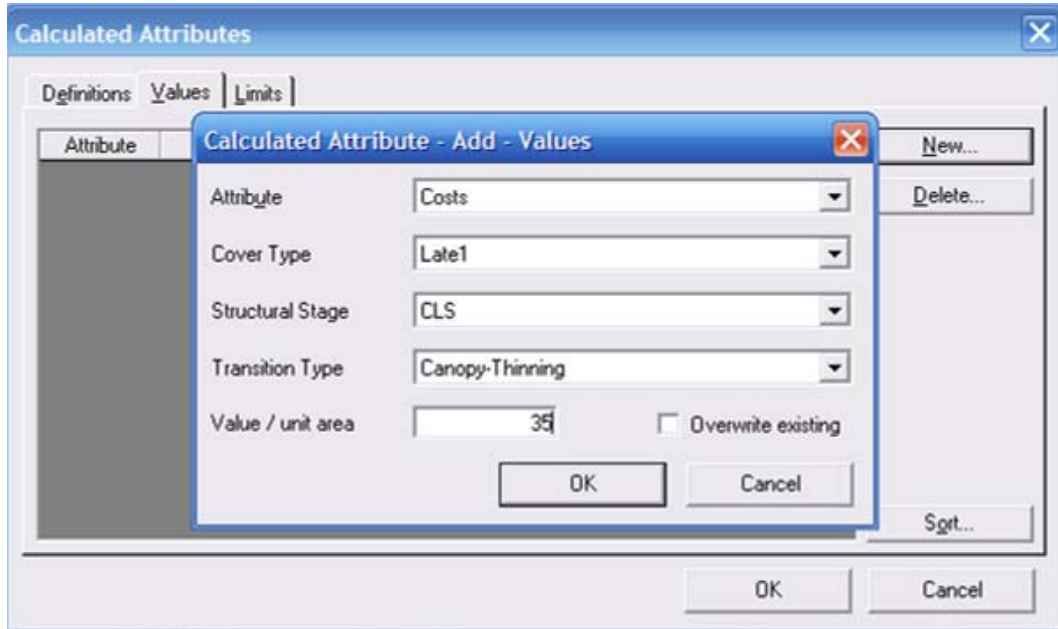 Calculated Attributes
Definitions Values Limits
Attribute
New...
Delete...
Calculated Attribute - Add - Values
Attribute Costs
Cover Type Late1
Structural Stage CLS
Transition Type Canopy-Thinning
Value / unit area 35 Overwrite existing
OK Cancel
Sort...
OK Cancel